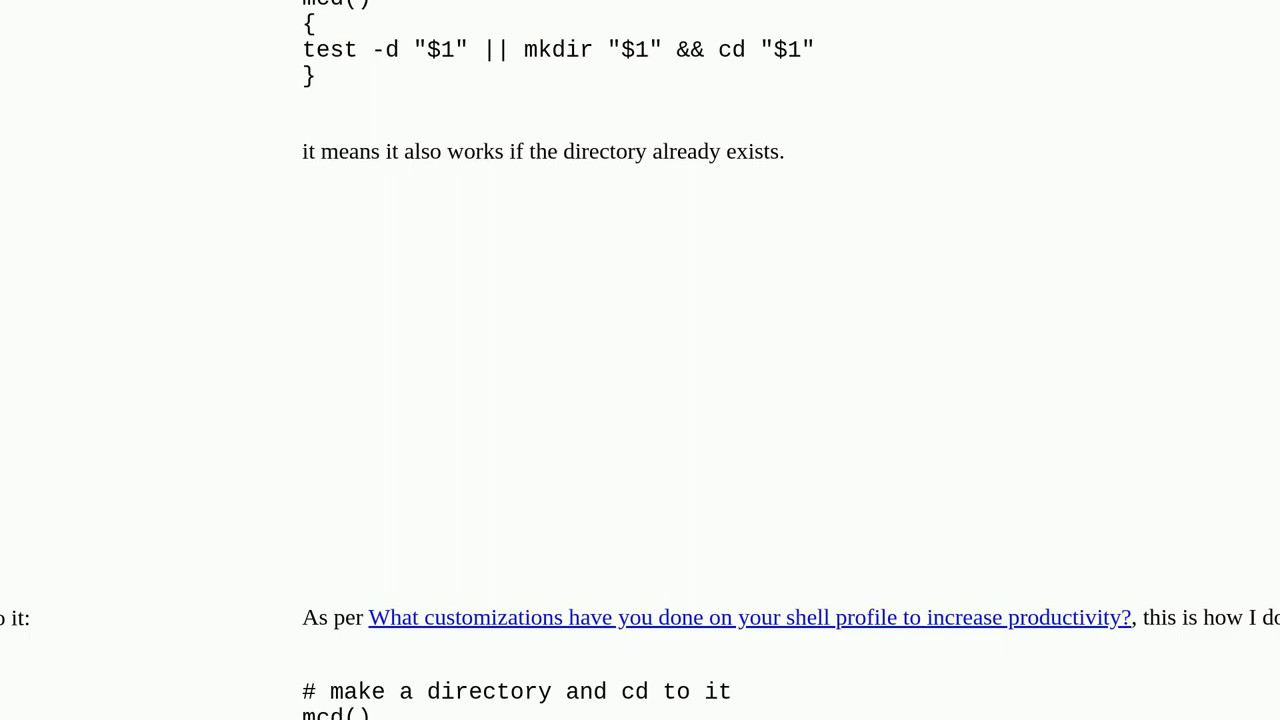 mcd()
{
test -d "$1" || mkdir "$1" && cd "$1"
}
it means it also works if the directory already exists.
o it:
As per What customizations have you done on your shell profile to increase productivity?, this is how I do
# make a directory and cd to it
mcd()